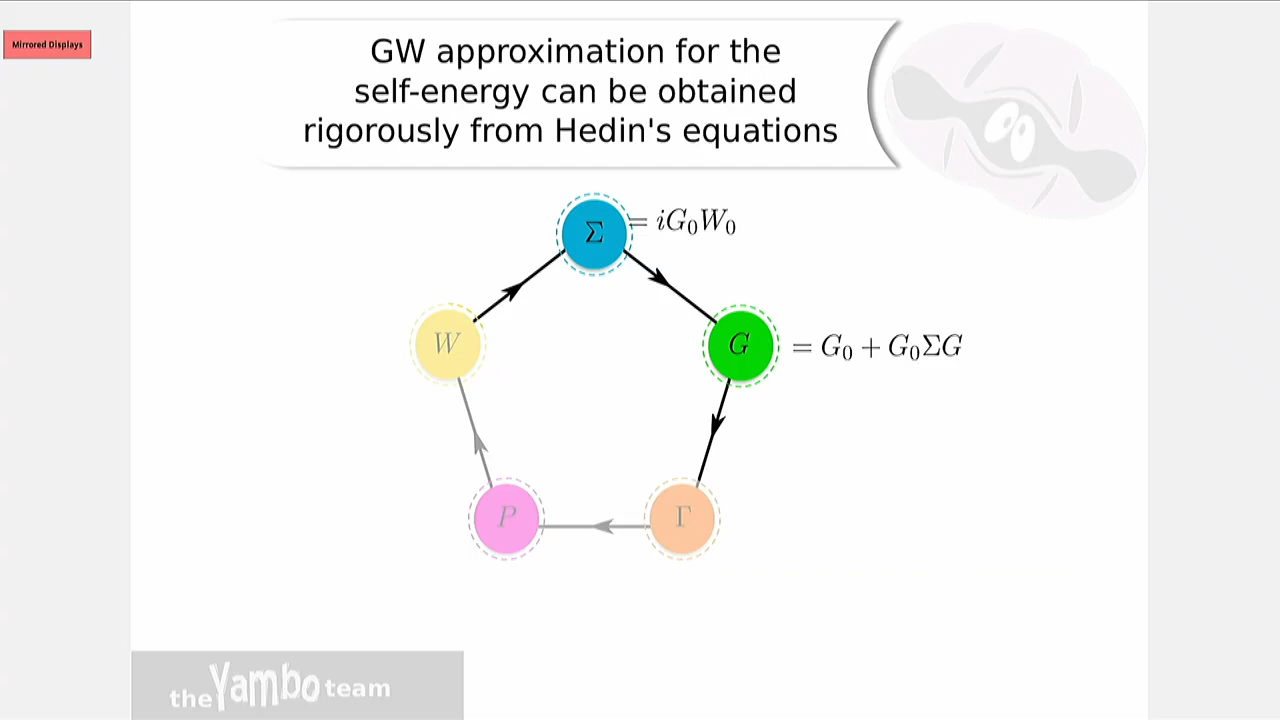 Mirrored Displays
GW approximation for the
self-energy can be obtained
rigorously from Hedin's equations
Σ = iG₀W₀
W
G = G₀ + G₀ΣG
P
Γ
the Yambo team